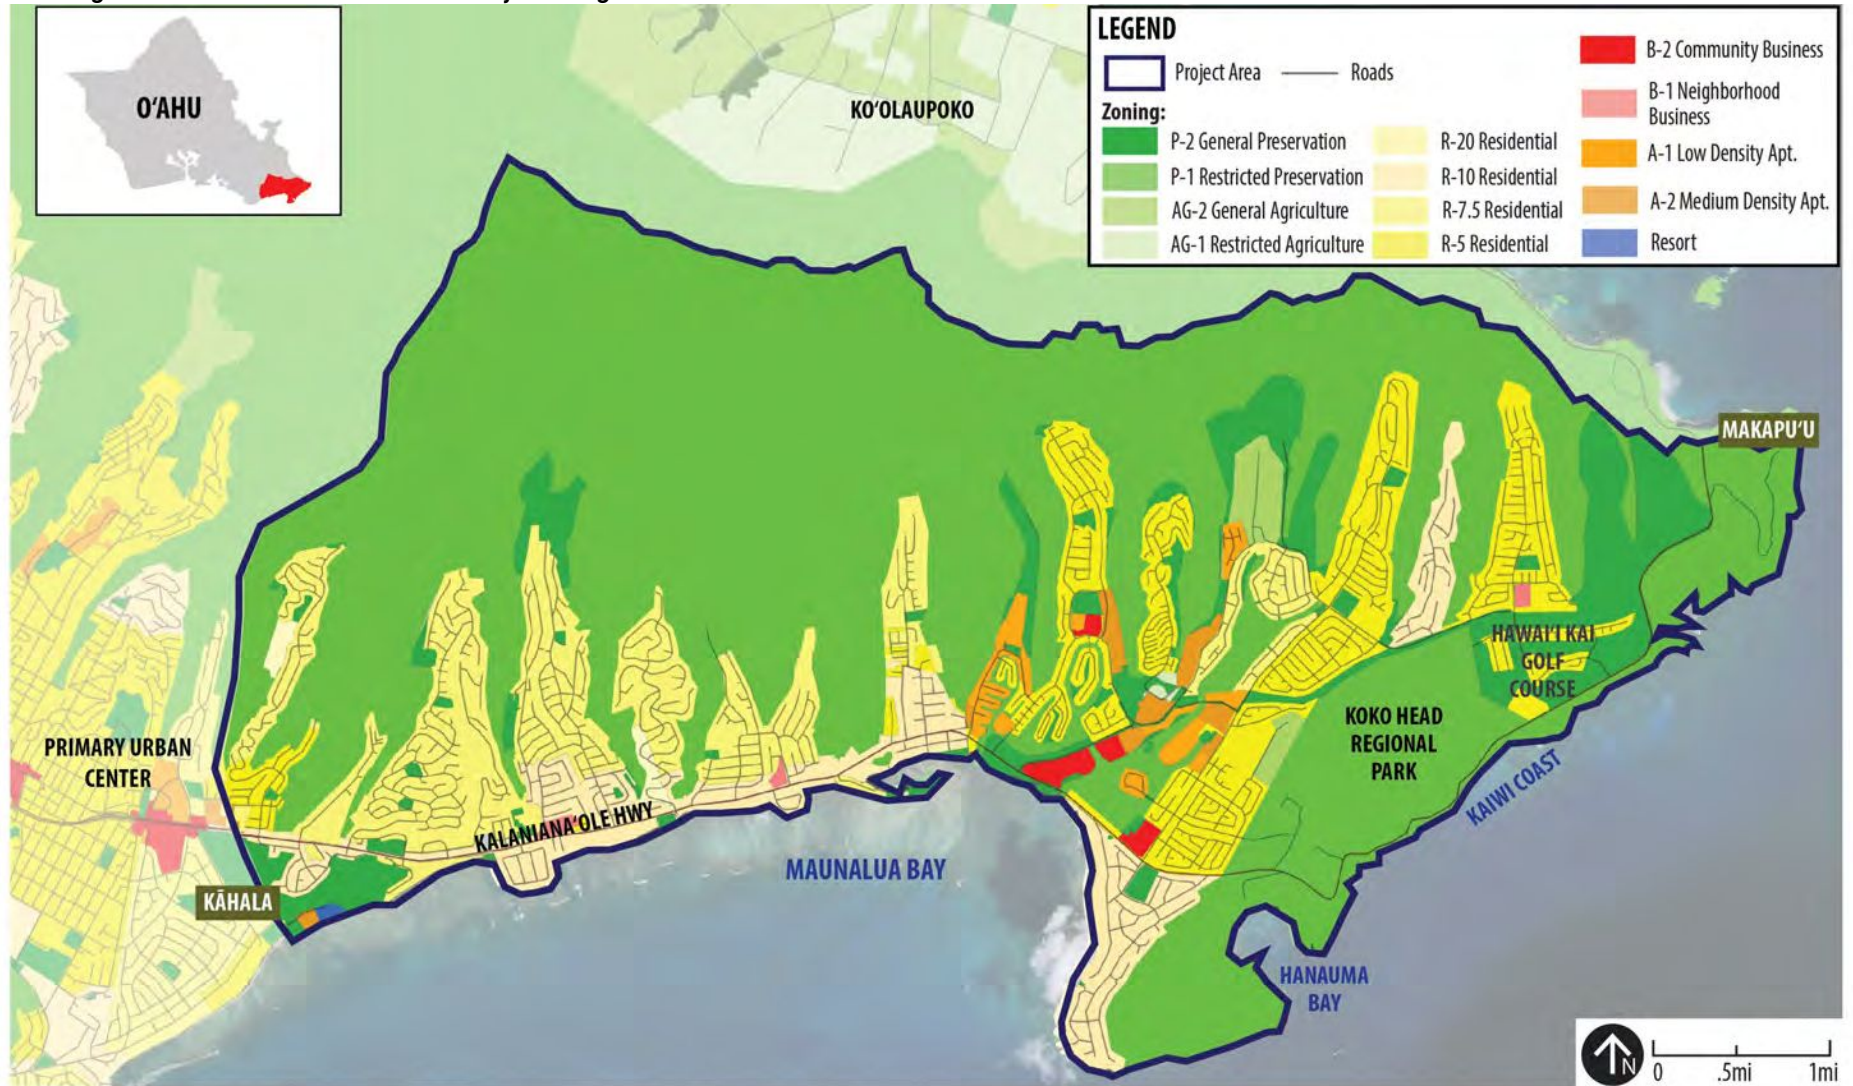 O‘AHU
KO‘OLAUPOKO
LEGEND
Project Area
Roads
Zoning:
P-2 General Preservation
P-1 Restricted Preservation
AG-2 General Agriculture
AG-1 Restricted Agriculture
R-20 Residential
R-10 Residential
R-7.5 Residential
R-5 Residential
B-2 Community Business
B-1 Neighborhood
Business
A-1 Low Density Apt.
A-2 Medium Density Apt.
Resort
MAKAPU‘U
HAWAI‘I KAI
GOLF
COURSE
KOKO HEAD
REGIONAL
PARK
PRIMARY URBAN
CENTER
KALANIANA‘OLE HWY
KAIWI COAST
MAUNALUA BAY
KĀHALA
HANAUMA
BAY
N
0 .5mi 1mi